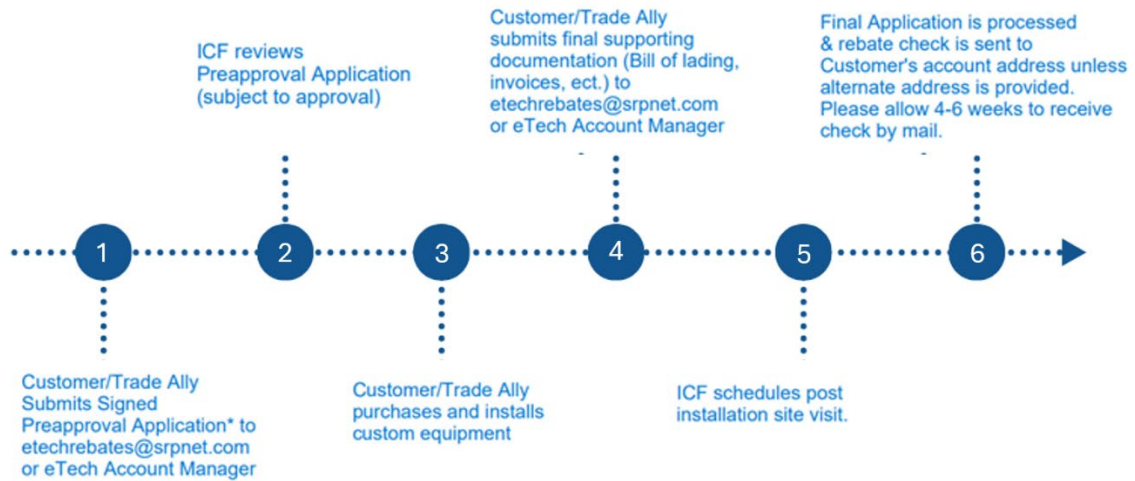 1
Customer/Trade Ally
Submits Signed
Preapproval Application* to
etechrebates@srpnet.com
or eTech Account Manager
2
ICF reviews
Preapproval Application
(subject to approval)
3
Customer/Trade Ally
purchases and installs
custom equipment
4
Customer/Trade Ally
submits final supporting
documentation (Bill of lading,
invoices, ect.) to
etechrebates@srpnet.com
or eTech Account Manager
5
ICF schedules post
installation site visit.
6
Final Application is processed
& rebate check is sent to
Customer's account address unless
alternate address is provided.
Please allow 4-6 weeks to receive
check by mail.